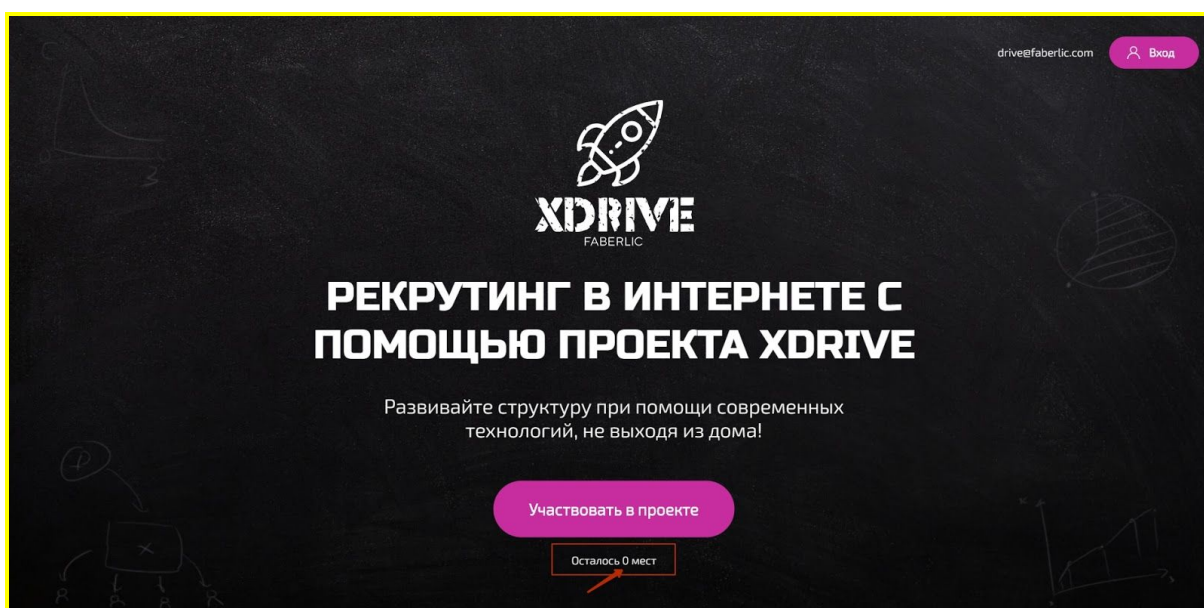 drive@faberlic.com
Вход
XDRIVE
FABERLIC
РЕКРУТИНГ В ИНТЕРНЕТЕ С
ПОМОЩЬЮ ПРОЕКТА XDRIVE
Развивайте структуру при помощи современных
технологий, не выходя из дома!
Участвовать в проекте
Осталось 0 мест